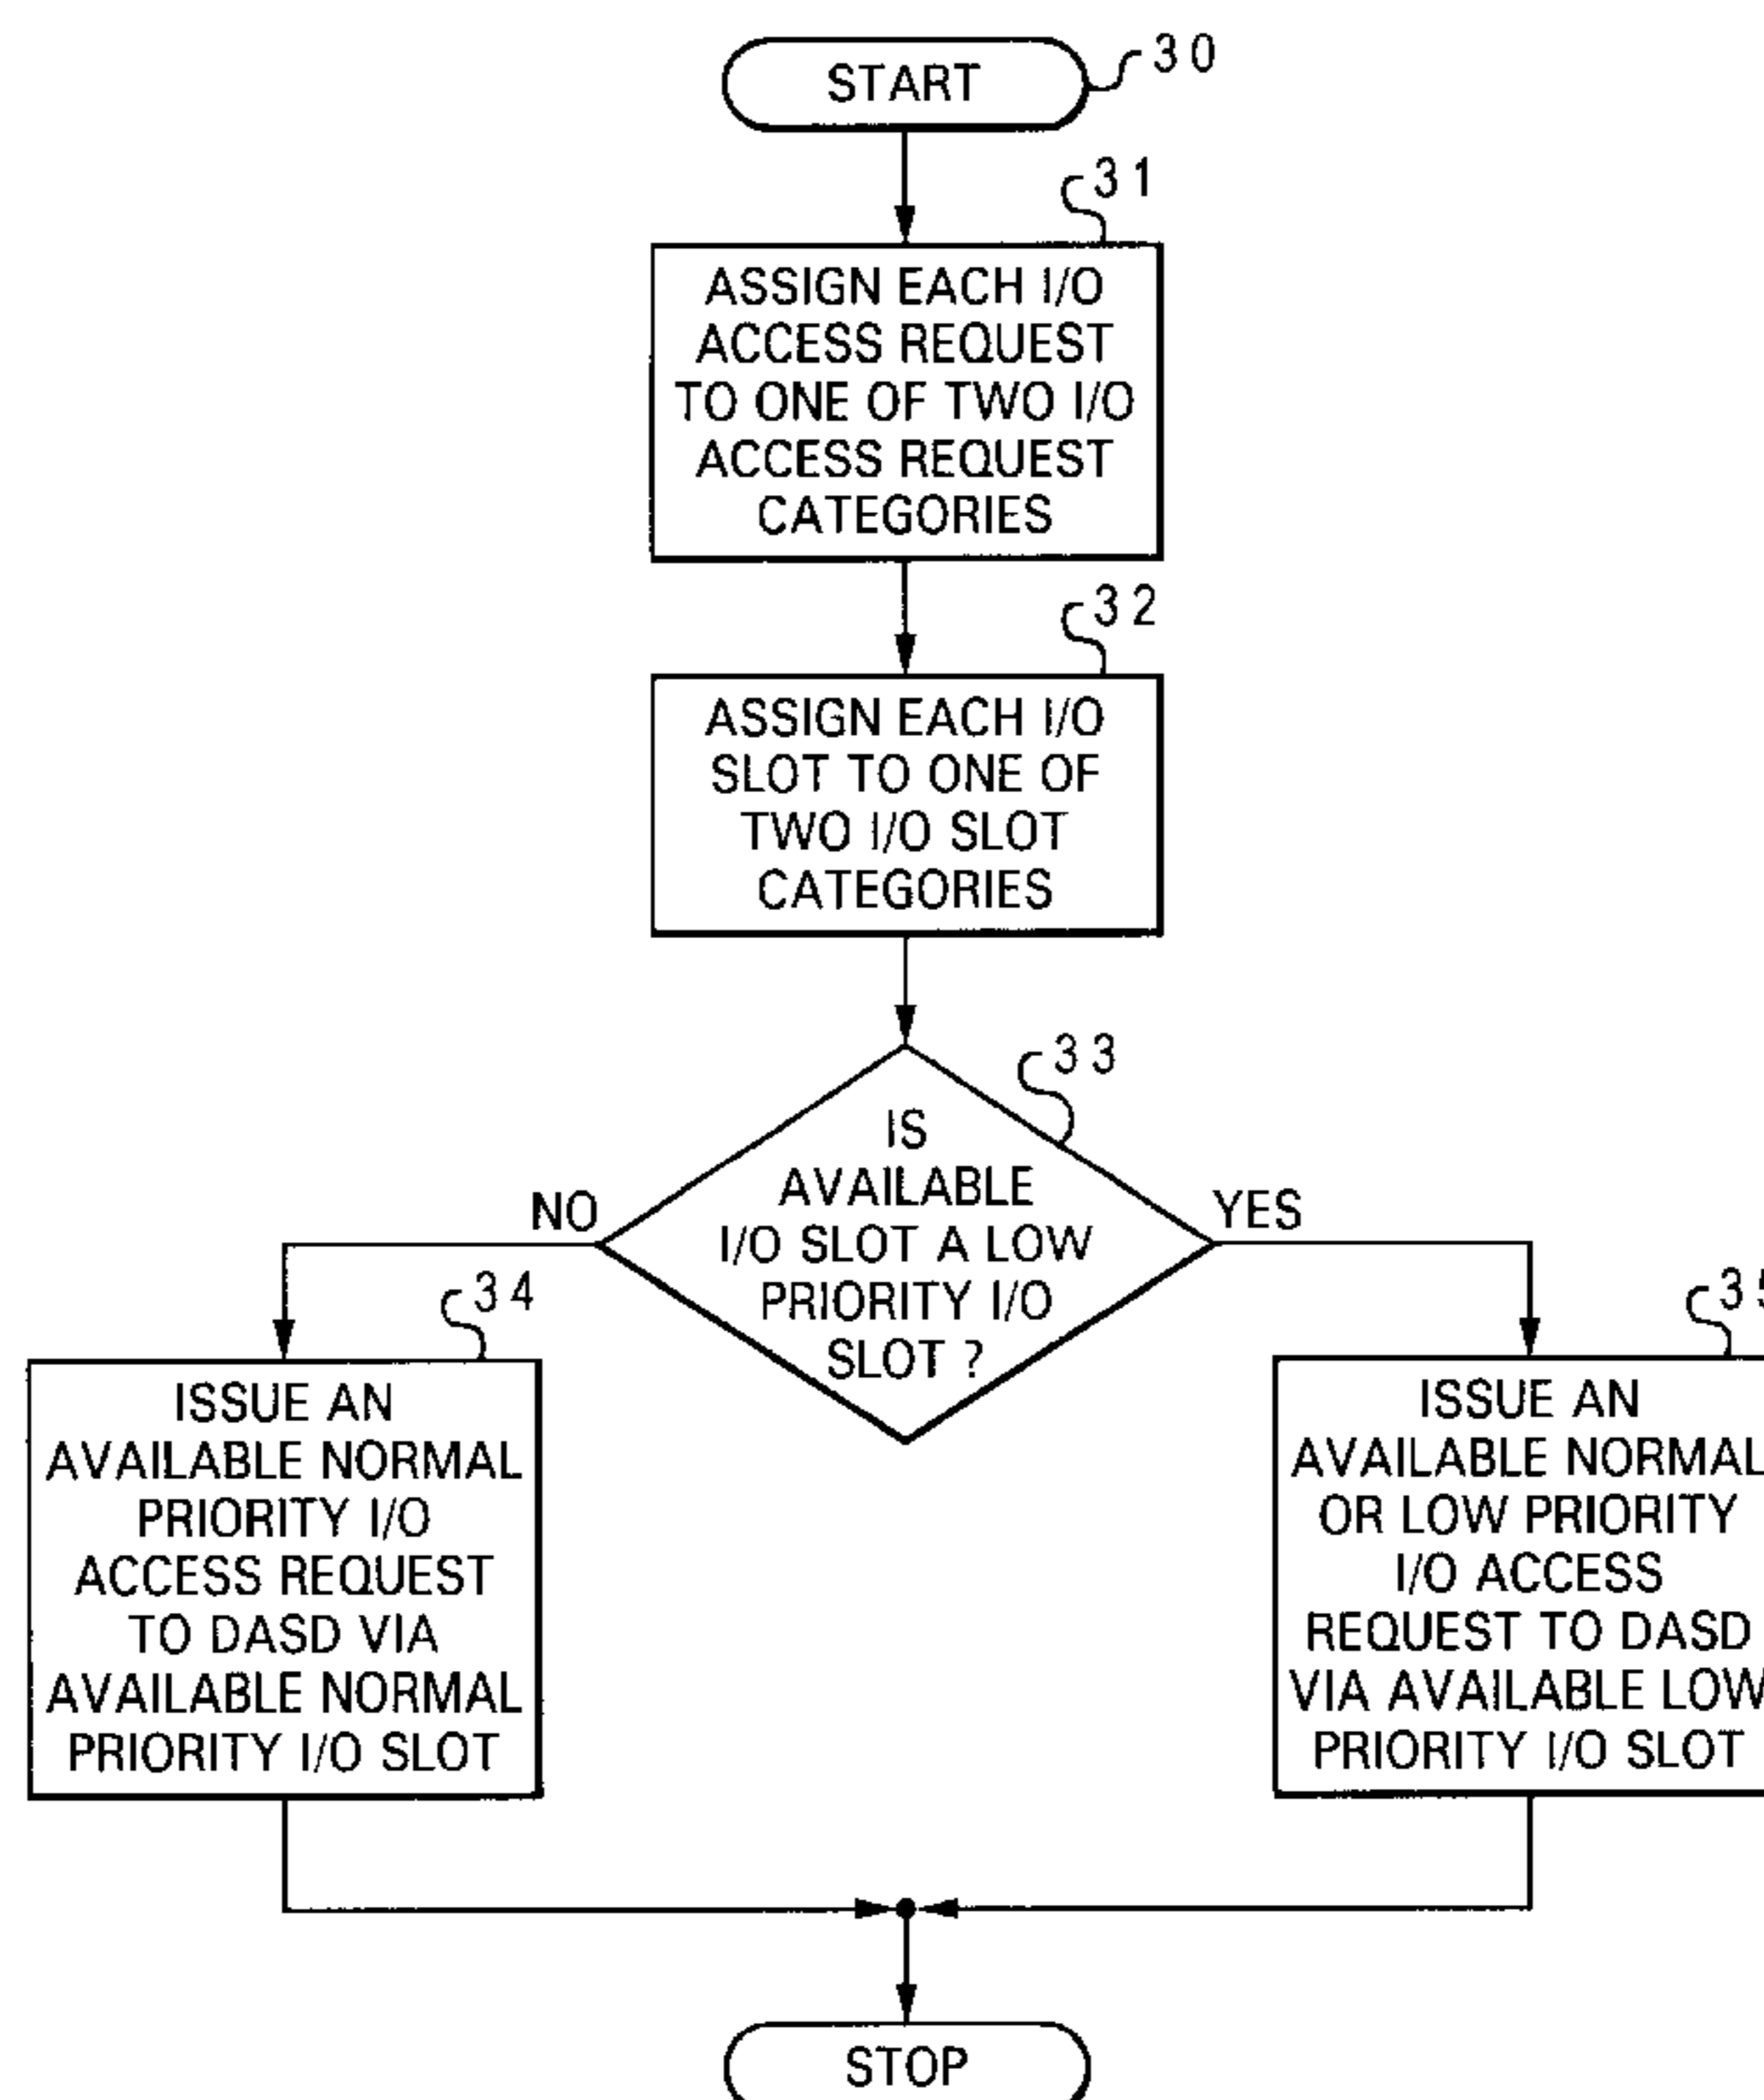 START
30
31
ASSIGN EACH I/O
ACCESS REQUEST
TO ONE OF TWO I/O
ACCESS REQUEST
CATEGORIES
32
ASSIGN EACH I/O
SLOT TO ONE OF
TWO I/O SLOT
CATEGORIES
33
IS
AVAILABLE
I/O SLOT A LOW
PRIORITY I/O
SLOT ?
NO
YES
34
ISSUE AN
AVAILABLE NORMAL
PRIORITY I/O
ACCESS REQUEST
TO DASD VIA
AVAILABLE NORMAL
PRIORITY I/O SLOT
35
ISSUE AN
AVAILABLE NORMAL
OR LOW PRIORITY
I/O ACCESS
REQUEST TO DASD
VIA AVAILABLE LOW
PRIORITY I/O SLOT
STOP